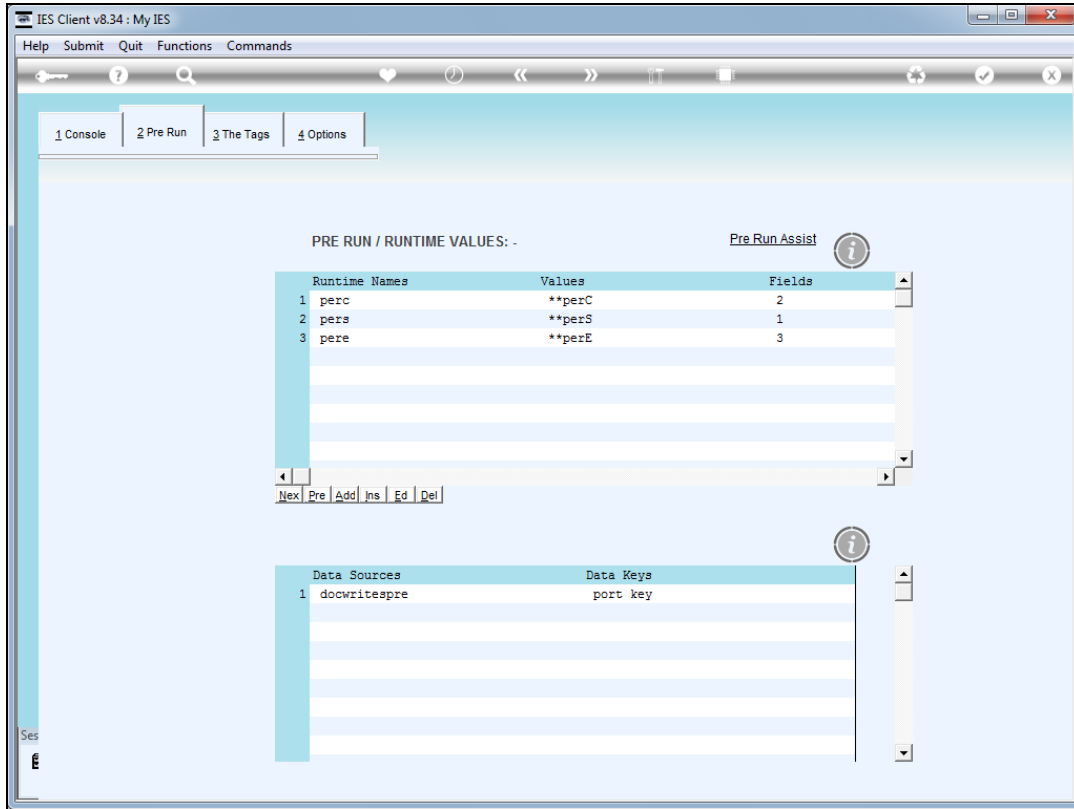 IES Client v8.34 : My IES
Help Submit Quit Functions Commands
1 Console 2 Pre Run 3 The Tags 4 Options
PRE RUN / RUNTIME VALUES: - Pre Run Assist
Runtime Names Values Fields
1 perc **perC 2
2 pers **perS 1
3 pere **perE 3
Nex Pre Add Ins Ed Del
Data Sources Data Keys
1 docwritespre port key
Ses